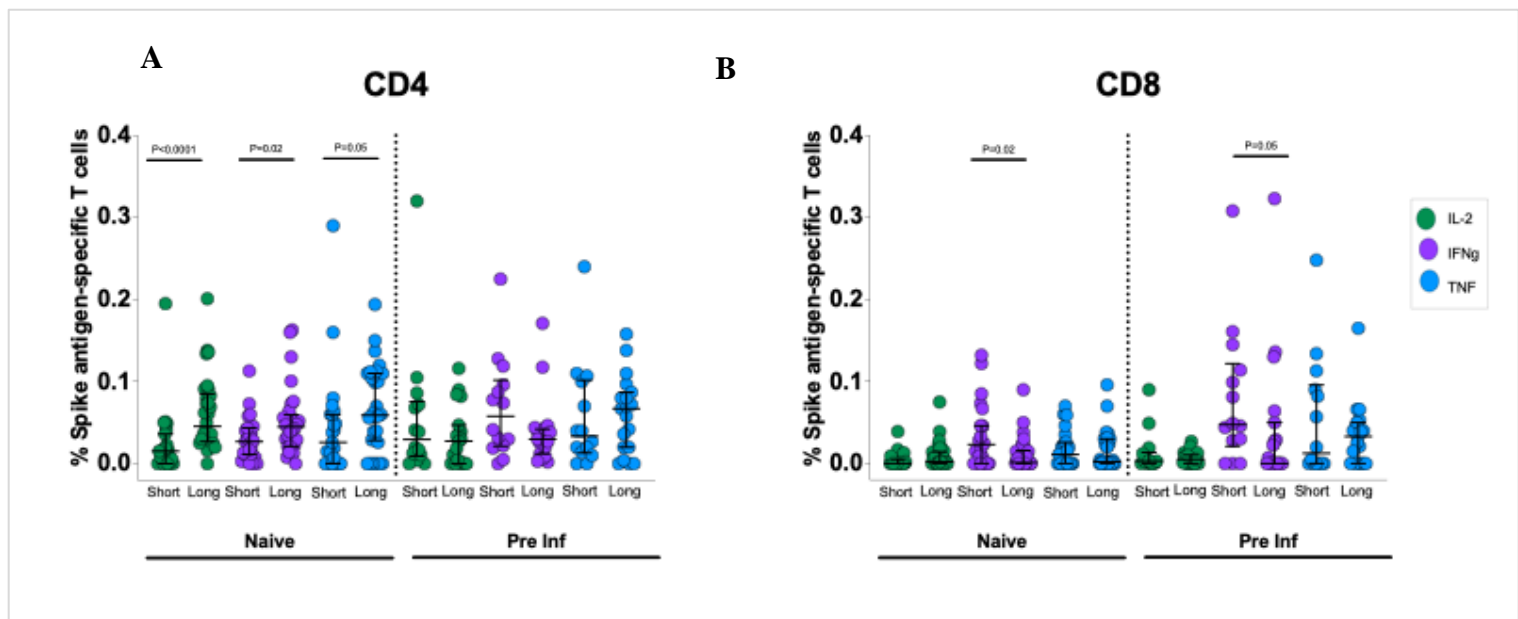 A
CD4
% Spike antigen-specific T cells
0.4
0.3
0.2
0.1
0.0
P<0.0001
P=0.02
P=0.05
Short Long Short Long Short Long Short Long Short Long Short Long
Naive Pre Inf
B
CD8
% Spike antigen-specific T cells
0.4
0.3
0.2
0.1
0.0
P=0.02
P=0.05
Short Long Short Long Short Long Short Long Short Long Short Long
Naive Pre Inf
IL-2
IFNg
TNF